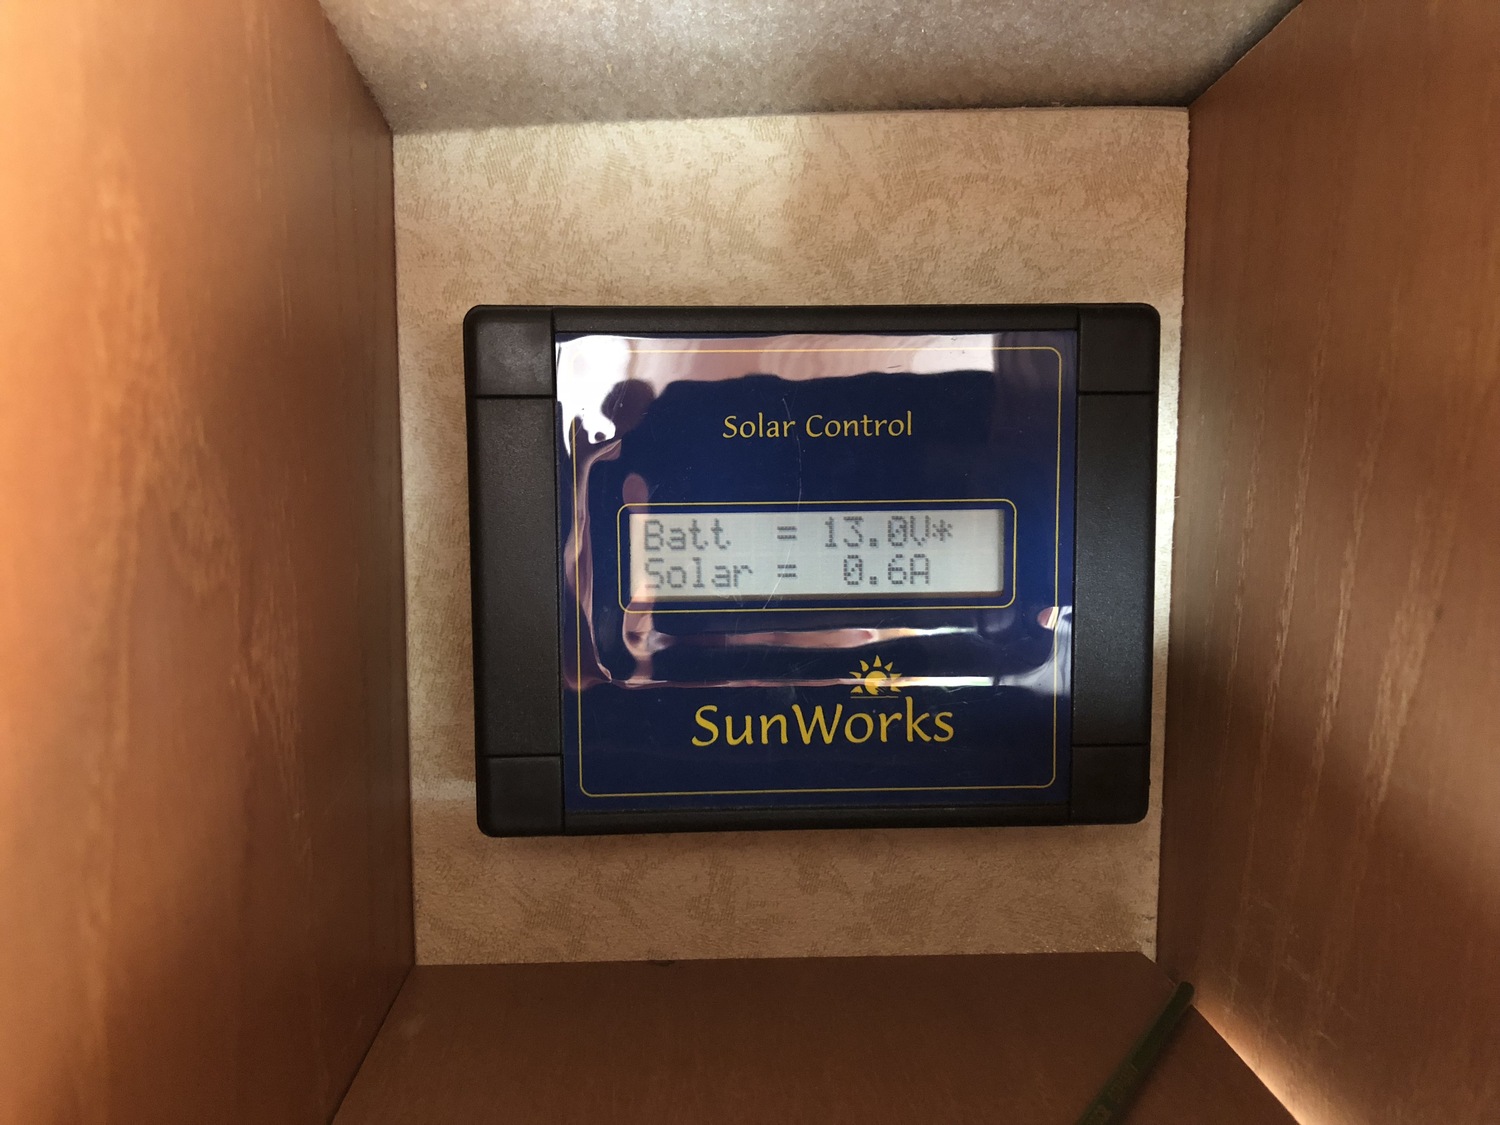 Solar Control
Batt = 13.0V*
Solar = 0.6A
SunWorks